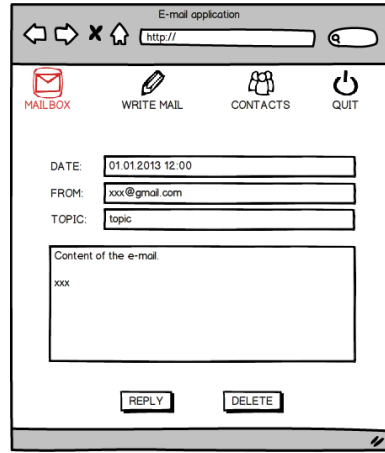 E-mail application
http://
MAILBOX WRITE MAIL CONTACTS QUIT
DATE: 01.01.2013 12:00
FROM: xxx@gmail.com
TOPIC: topic
Content of the e-mail.
xxx
REPLY DELETE